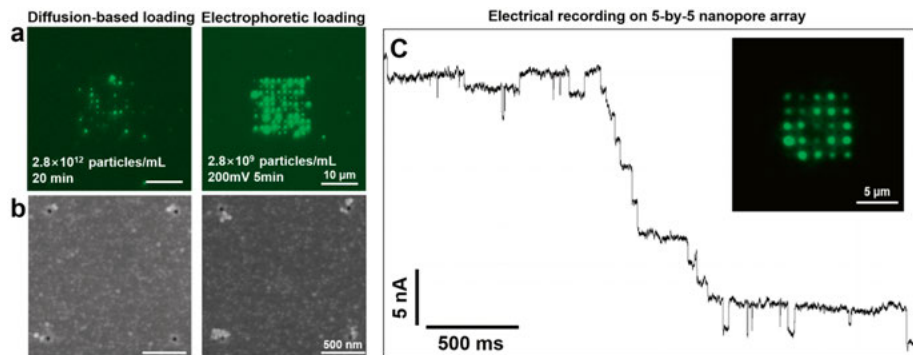 Diffusion-based loading
Electrophoretic loading
Electrical recording on 5-by-5 nanopore array
a
2.8×10¹² particles/mL
20 min
2.8×10⁹ particles/mL
200mV 5min
10 µm
b
500 nm
C
5 µm
5 nA
500 ms